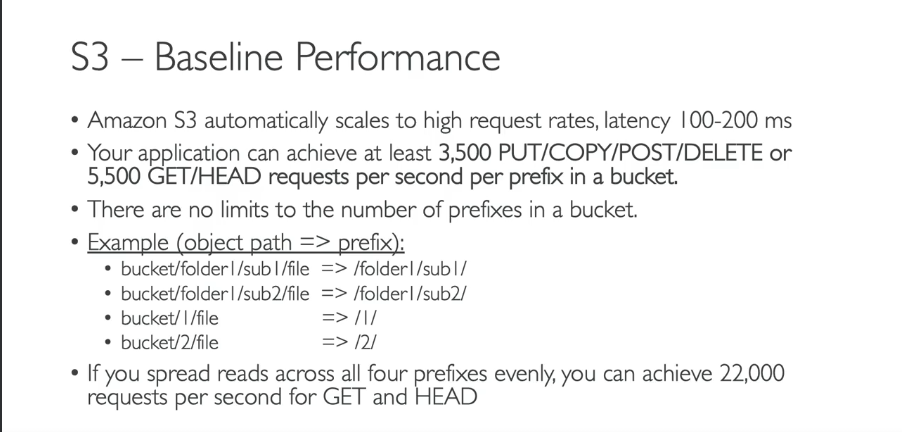 S3 – Baseline Performance
• Amazon S3 automatically scales to high request rates, latency 100-200 ms
• Your application can achieve at least 3,500 PUT/COPY/POST/DELETE or
5,500 GET/HEAD requests per second per prefix in a bucket.
• There are no limits to the number of prefixes in a bucket.
• Example (object path => prefix):
• bucket/folder1/sub1/file => /folder1/sub1/
• bucket/folder1/sub2/file => /folder1/sub2/
• bucket/1/file => /1/
• bucket/2/file => /2/
• If you spread reads across all four prefixes evenly, you can achieve 22,000
requests per second for GET and HEAD